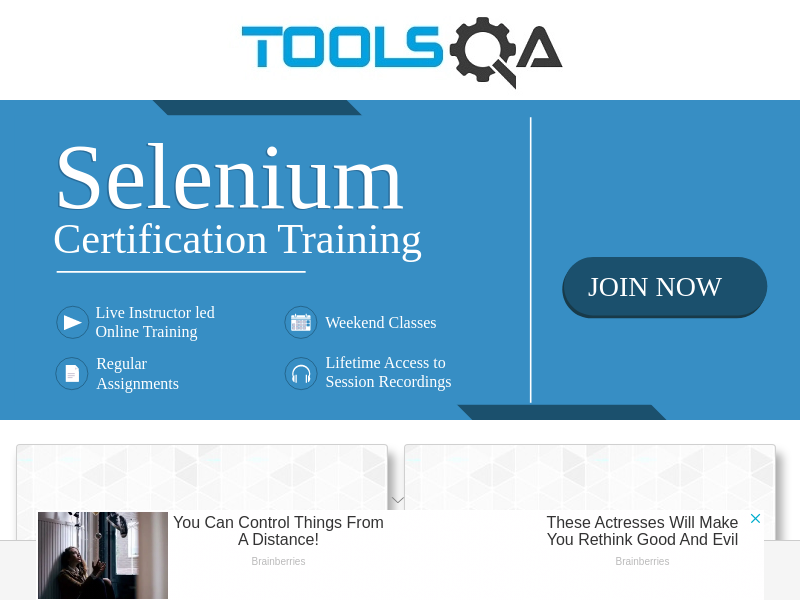 TOOLSQA
Selenium
Certification Training
JOIN NOW
Live Instructor led
Online Training
Weekend Classes
Regular
Assignments
Lifetime Access to
Session Recordings
You Can Control Things From
A Distance!
Brainberries
These Actresses Will Make
You Rethink Good And Evil
Brainberries